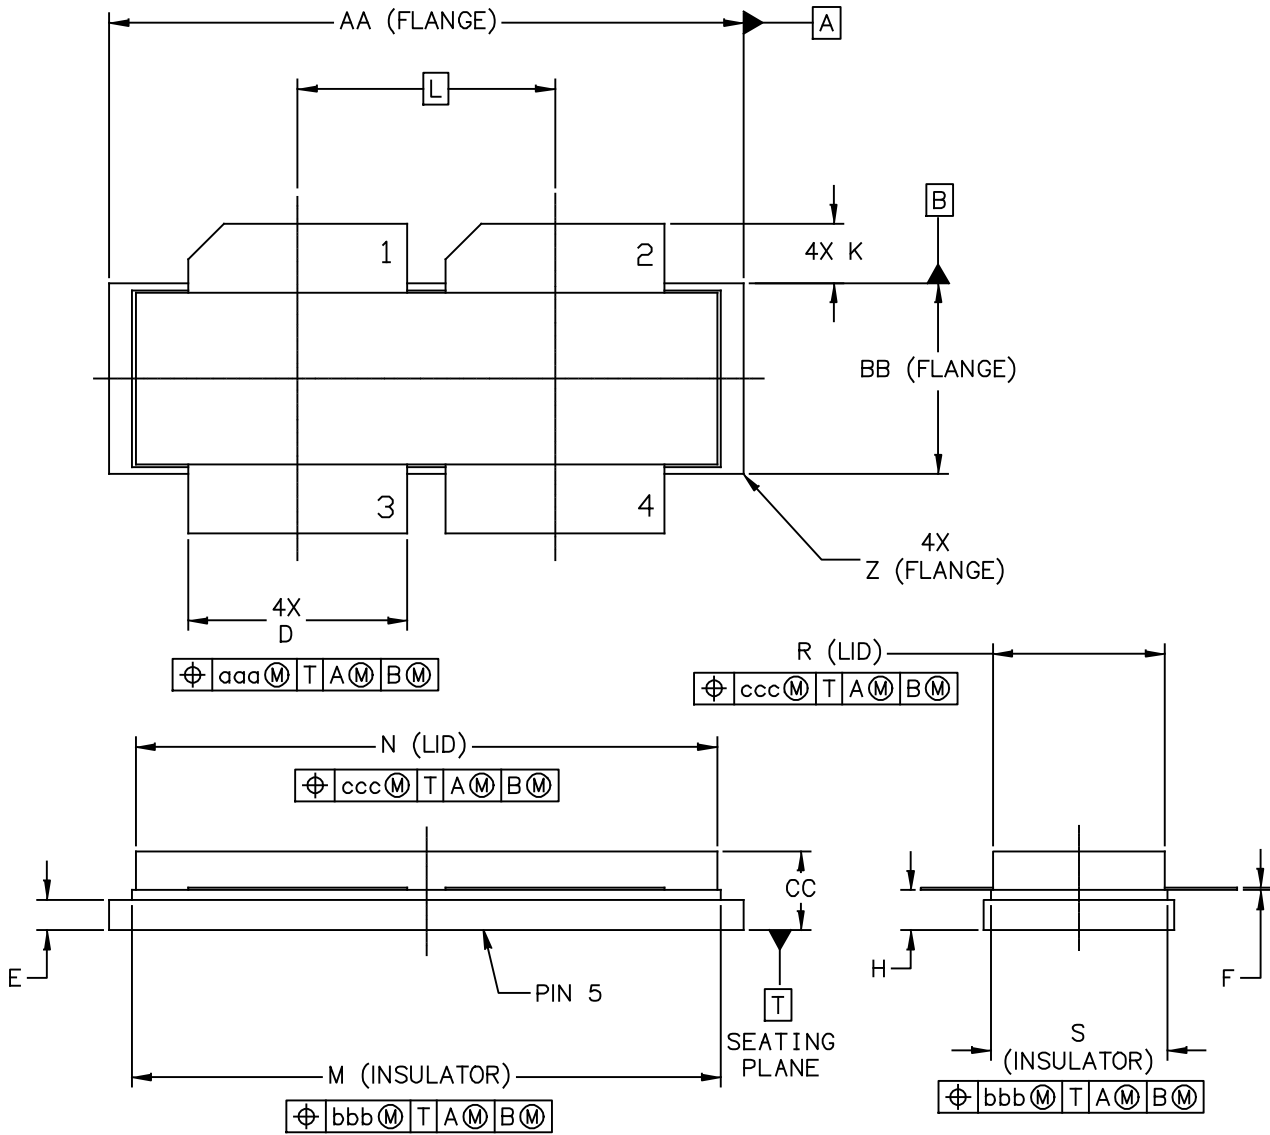 AA (FLANGE)
A
L
B
1
2
4X K
BB (FLANGE)
3
4
4X
Z (FLANGE)
4X
D
⌖ aaa Ⓜ T A Ⓜ B Ⓜ
R (LID)
⌖ ccc Ⓜ T A Ⓜ B Ⓜ
N (LID)
⌖ ccc Ⓜ T A Ⓜ B Ⓜ
CC
E
H
F
PIN 5
T
SEATING
PLANE
S
(INSULATOR)
M (INSULATOR)
⌖ bbb Ⓜ T A Ⓜ B Ⓜ
⌖ bbb Ⓜ T A Ⓜ B Ⓜ